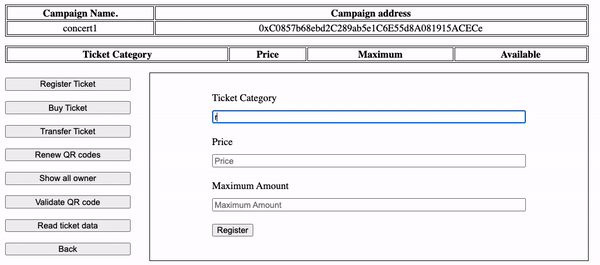 Campaign Name. Campaign address
concert1 0xC0857b68ebd2C289ab5e1C6E55d8A081915ACECe
Ticket Category Price Maximum Available
Register Ticket
Buy Ticket
Transfer Ticket
Renew QR codes
Show all owner
Validate QR code
Read ticket data
Back
Ticket Category
r
Price
Price
Maximum Amount
Maximum Amount
Register